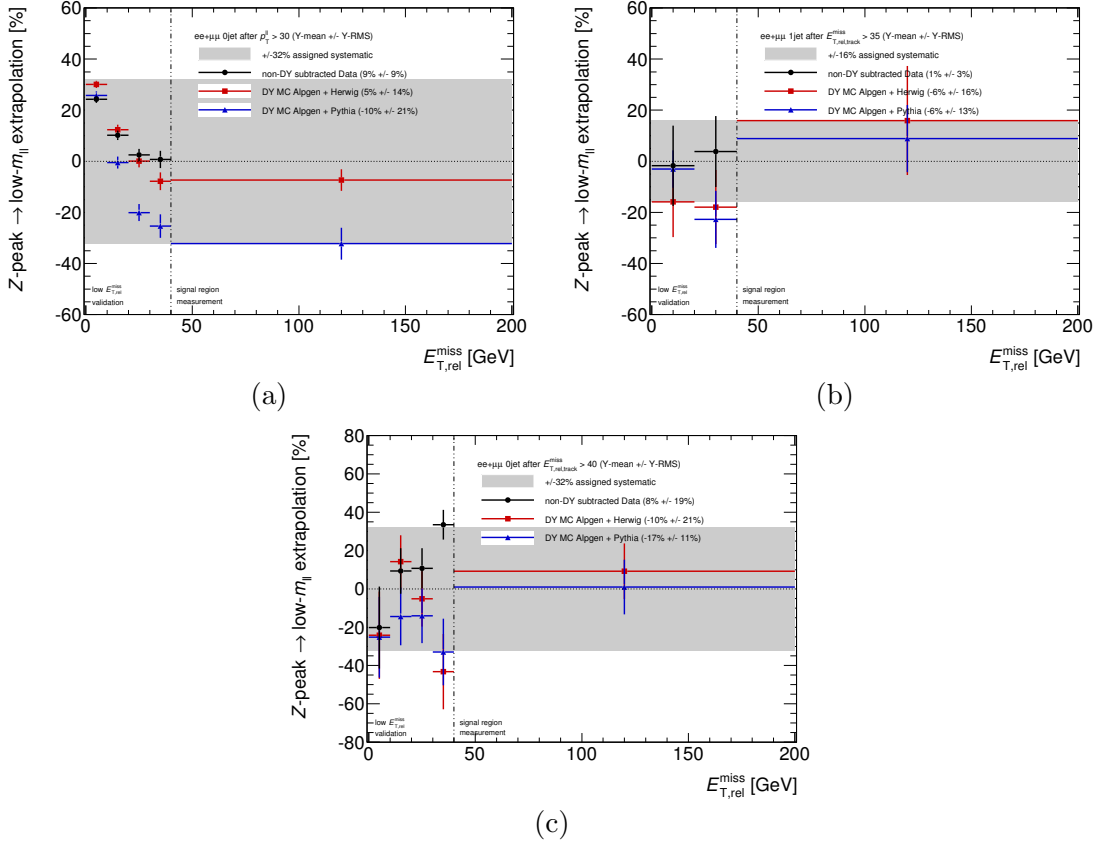 Z-peak → low-m_ll extrapolation [%]
60
40
20
0
-20
-40
-60
ee+μμ 0jet after p_T^ll > 30 (Y-mean +/- Y-RMS)
+/-32% assigned systematic
non-DY subtracted Data (9% +/- 9%)
DY MC Alpgen + Herwig (5% +/- 14%)
DY MC Alpgen + Pythia (-10% +/- 21%)
low E_T,rel^miss validation
signal region measurement
0 50 100 150 200
E_T,rel^miss [GeV]
(a)
Z-peak → low-m_ll extrapolation [%]
60
40
20
0
-20
-40
-60
ee+μμ 1jet after E_T,rel,track^miss > 35 (Y-mean +/- Y-RMS)
+/-16% assigned systematic
non-DY subtracted Data (1% +/- 3%)
DY MC Alpgen + Herwig (-6% +/- 16%)
DY MC Alpgen + Pythia (-6% +/- 13%)
low E_T,rel^miss validation
signal region measurement
0 50 100 150 200
E_T,rel^miss [GeV]
(b)
Z-peak → low-m_ll extrapolation [%]
80
60
40
20
0
-20
-40
-60
-80
ee+μμ 0jet after E_T,rel,track^miss > 40 (Y-mean +/- Y-RMS)
+/-32% assigned systematic
non-DY subtracted Data (8% +/- 19%)
DY MC Alpgen + Herwig (-10% +/- 21%)
DY MC Alpgen + Pythia (-17% +/- 11%)
low E_T,rel^miss validation
signal region measurement
0 50 100 150 200
E_T,rel^miss [GeV]
(c)